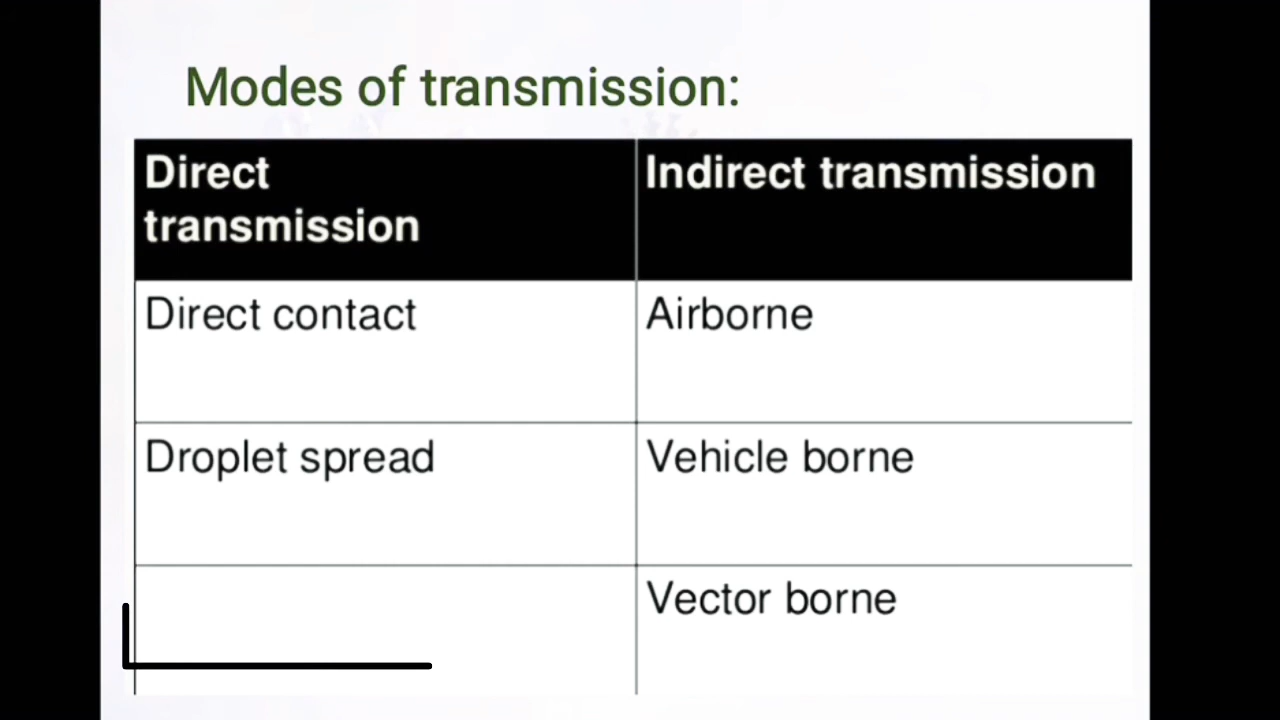 Modes of transmission:
Direct
transmission
Indirect transmission
Direct contact
Airborne
Droplet spread
Vehicle borne
Vector borne